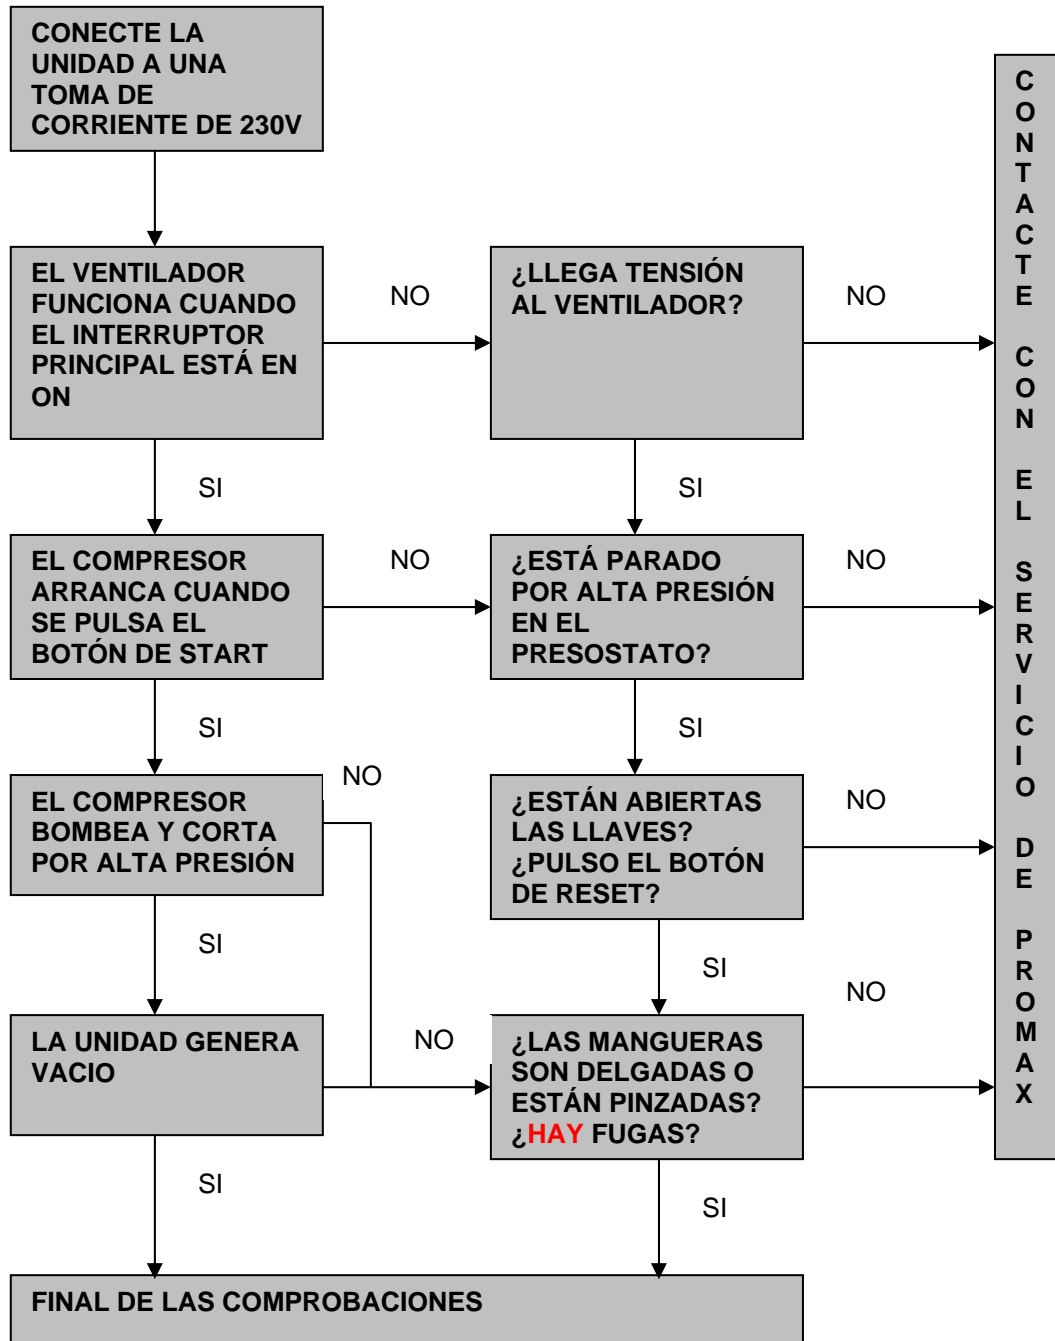 CONECTE LA
UNIDAD A UNA
TOMA DE
CORRIENTE DE 230V
EL VENTILADOR
FUNCIONA CUANDO
EL INTERRUPTOR
PRINCIPAL ESTÁ EN
ON
NO
¿LLEGA TENSIÓN
AL VENTILADOR?
NO
SI
SI
EL COMPRESOR
ARRANCA CUANDO
SE PULSA EL
BOTÓN DE START
NO
¿ESTÁ PARADO
POR ALTA PRESIÓN
EN EL
PRESOSTATO?
NO
SI
SI
EL COMPRESOR
BOMBEA Y CORTA
POR ALTA PRESIÓN
NO
¿ESTÁN ABIERTAS
LAS LLAVES?
¿PULSO EL BOTÓN
DE RESET?
NO
SI
SI
LA UNIDAD GENERA
VACIO
NO
¿LAS MANGUERAS
SON DELGADAS O
ESTÁN PINZADAS?
¿HAY FUGAS?
NO
SI
SI
FINAL DE LAS COMPROBACIONES
CONTACTE CON EL SERVICIO DE PROMAX